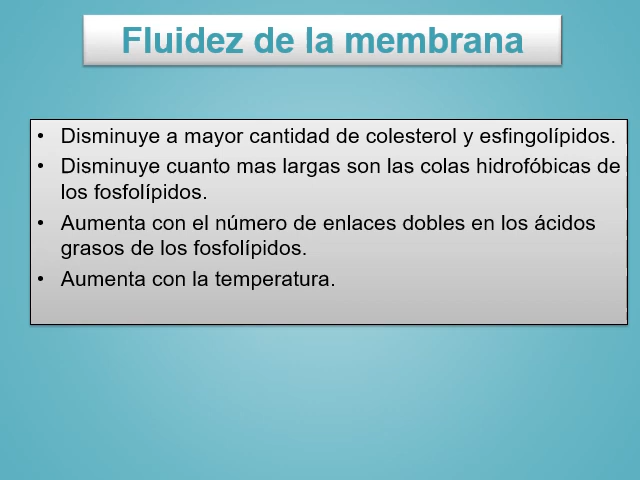 Fluidez de la membrana
• Disminuye a mayor cantidad de colesterol y esfingolípidos.
• Disminuye cuanto mas largas son las colas hidrofóbicas de
los fosfolípidos.
• Aumenta con el número de enlaces dobles en los ácidos
grasos de los fosfolípidos.
• Aumenta con la temperatura.